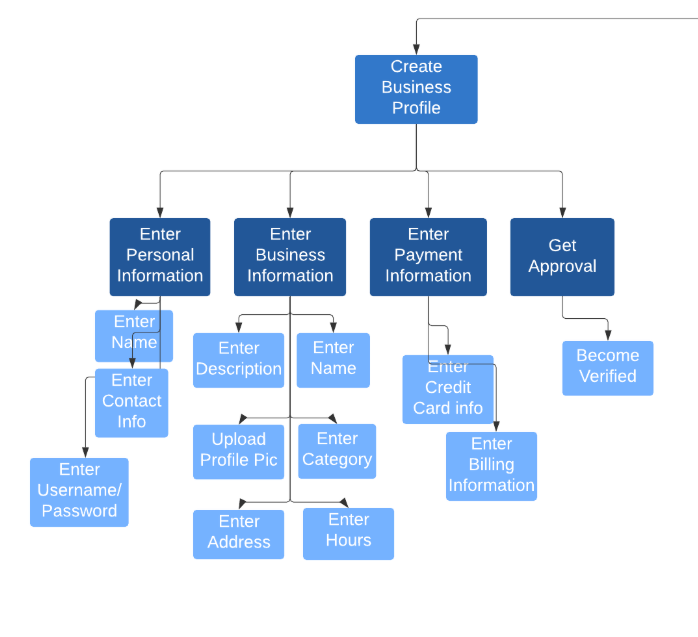 Create
Business
Profile
Enter
Personal
Information
Enter
Business
Information
Enter
Payment
Information
Get
Approval
Enter
Name
Enter
Contact
Info
Enter
Username/
Password
Enter
Description
Enter
Name
Upload
Profile Pic
Enter
Category
Enter
Address
Enter
Hours
Enter
Credit
Card info
Enter
Billing
Information
Become
Verified